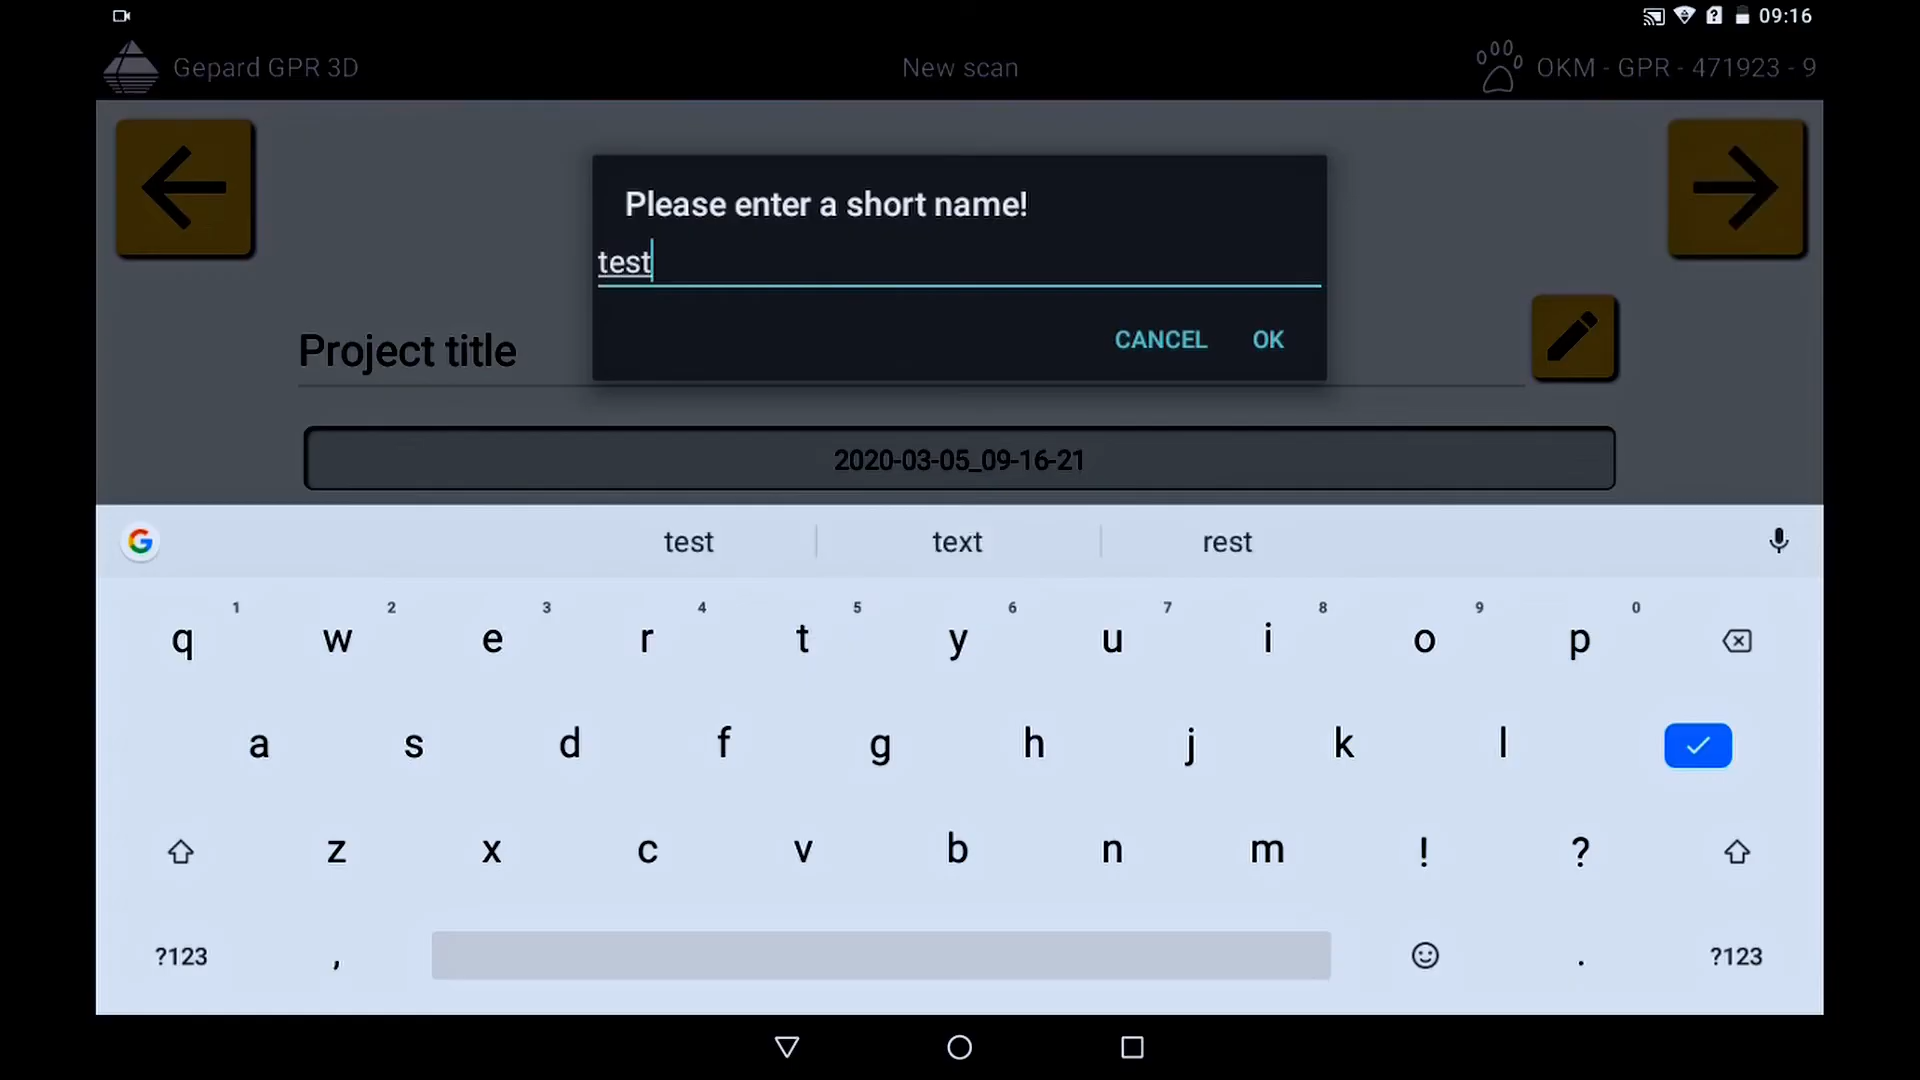 09:16
Gepard GPR 3D New scan OKM - GPR - 471923 - 9
Please enter a short name!
test
CANCEL OK
Project title
2020-03-05_09-16-21
test text rest
1 2 3 4 5 6 7 8 9 0
q w e r t y u i o p
a s d f g h j k l
z x c v b n m ! ?
?123 , . ?123